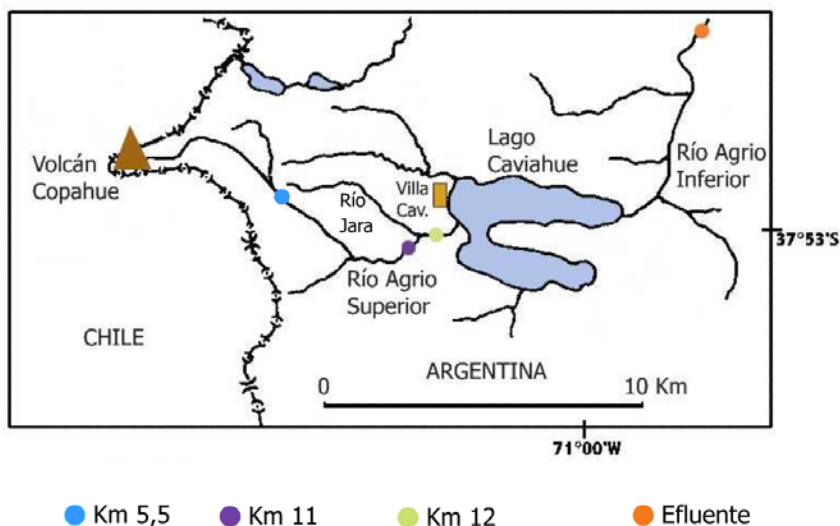 Volcán
Copahue
Lago
Caviahue
Río Agrio
Inferior
Villa
Cav.
Río
Jara
37°53'S
Río Agrio
Superior
CHILE
ARGENTINA
0 10 Km
71°00'W
Km 5,5 Km 11 Km 12 Efluente